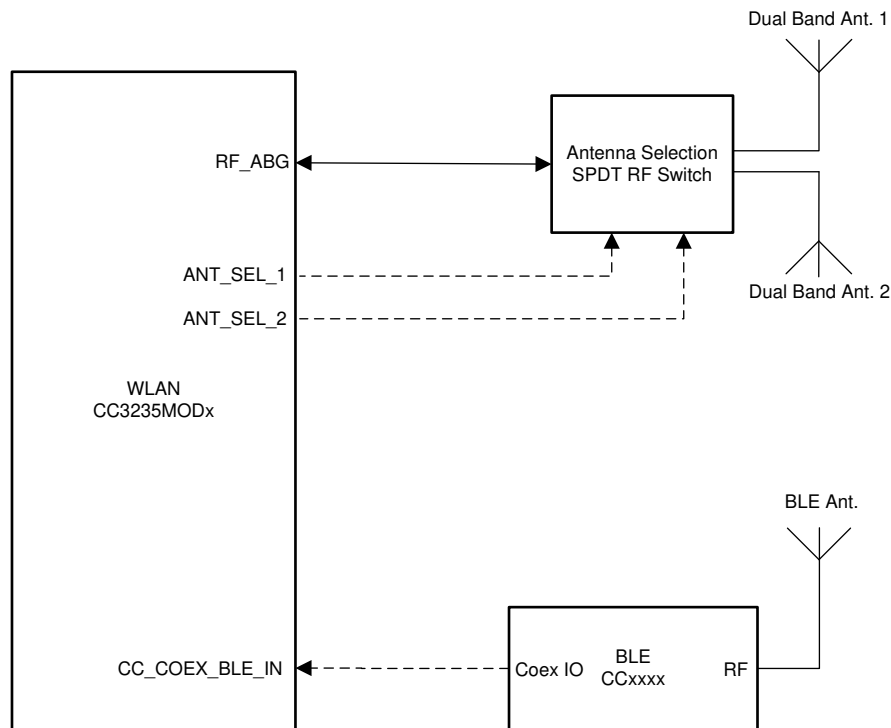 Dual Band Ant. 1
RF_ABG
Antenna Selection
SPDT RF Switch
ANT_SEL_1
Dual Band Ant. 2
ANT_SEL_2
WLAN
CC3235MODx
BLE Ant.
CC_COEX_BLE_IN
Coex IO
BLE
CCxxxx
RF